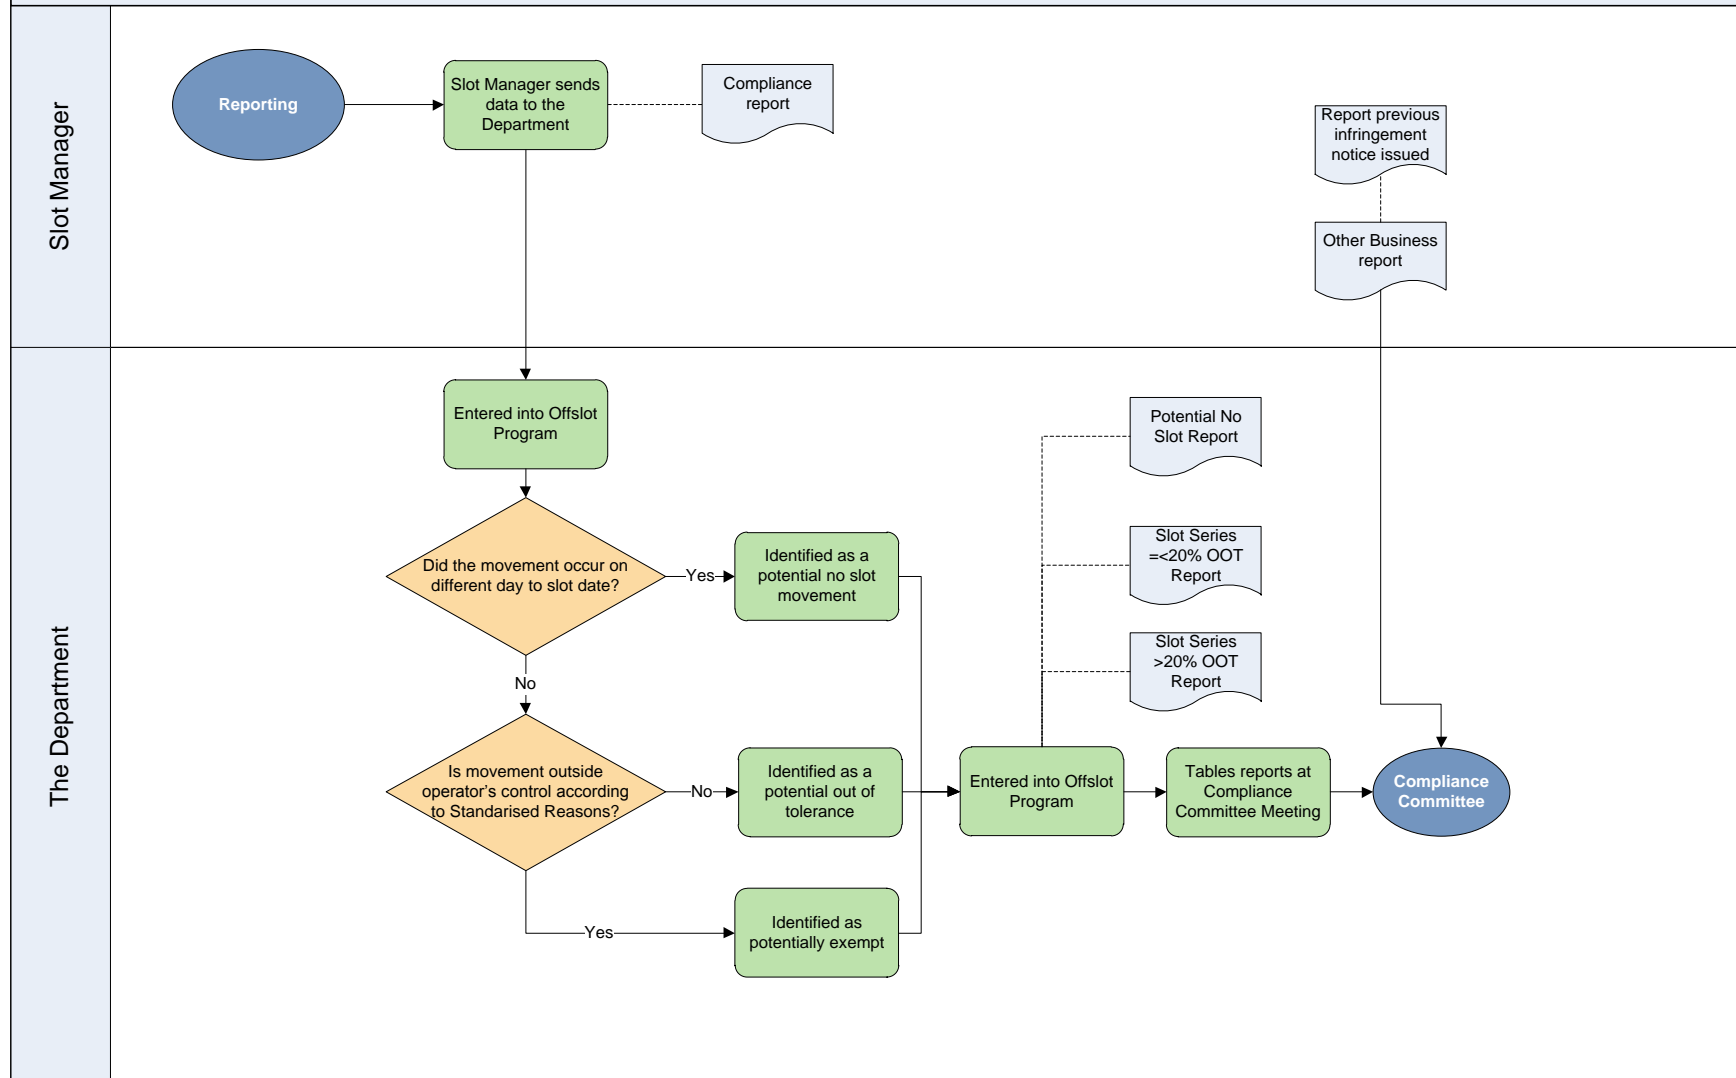 Slot Manager
Reporting
Slot Manager sends
data to the
Department
Compliance
report
Report previous
infringement
notice issued
Other Business
report
The Department
Entered into Offslot
Program
Potential No
Slot Report
Did the movement occur on
different day to slot date?
Yes
Identified as a
potential no slot
movement
Slot Series
=<20% OOT
Report
Slot Series
>20% OOT
Report
No
Is movement outside
operator's control according
to Standarised Reasons?
No
Identified as a
potential out of
tolerance
Entered into Offslot
Program
Tables reports at
Compliance
Committee Meeting
Compliance
Committee
Yes
Identified as
potentially exempt